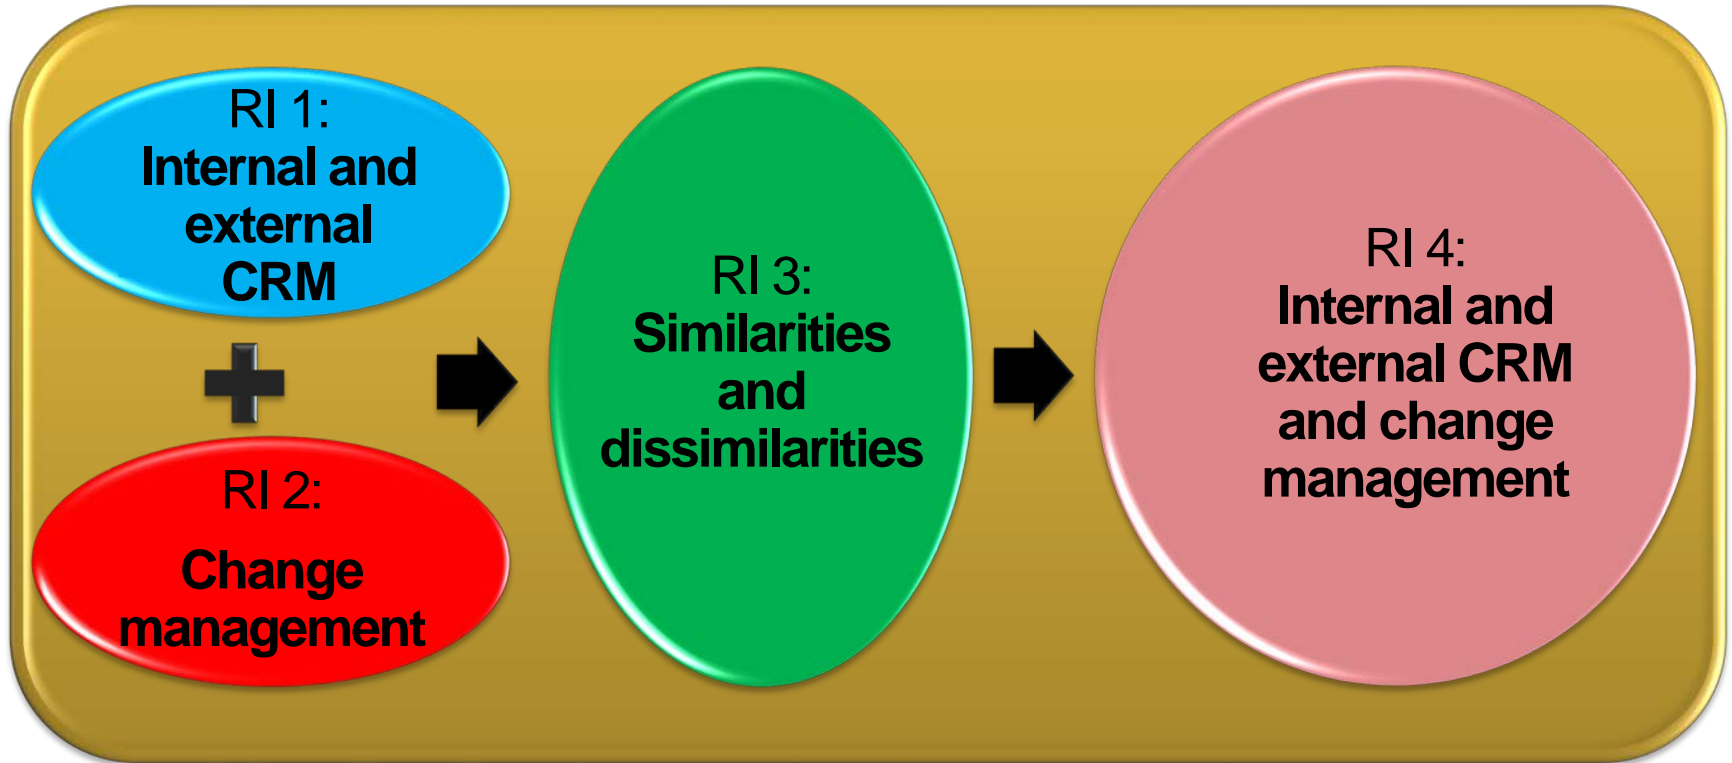 RI 1:
Internal and
external
CRM
RI 2:
Change
management
RI 3:
Similarities
and
dissimilarities
RI 4:
Internal and
external CRM
and change
management